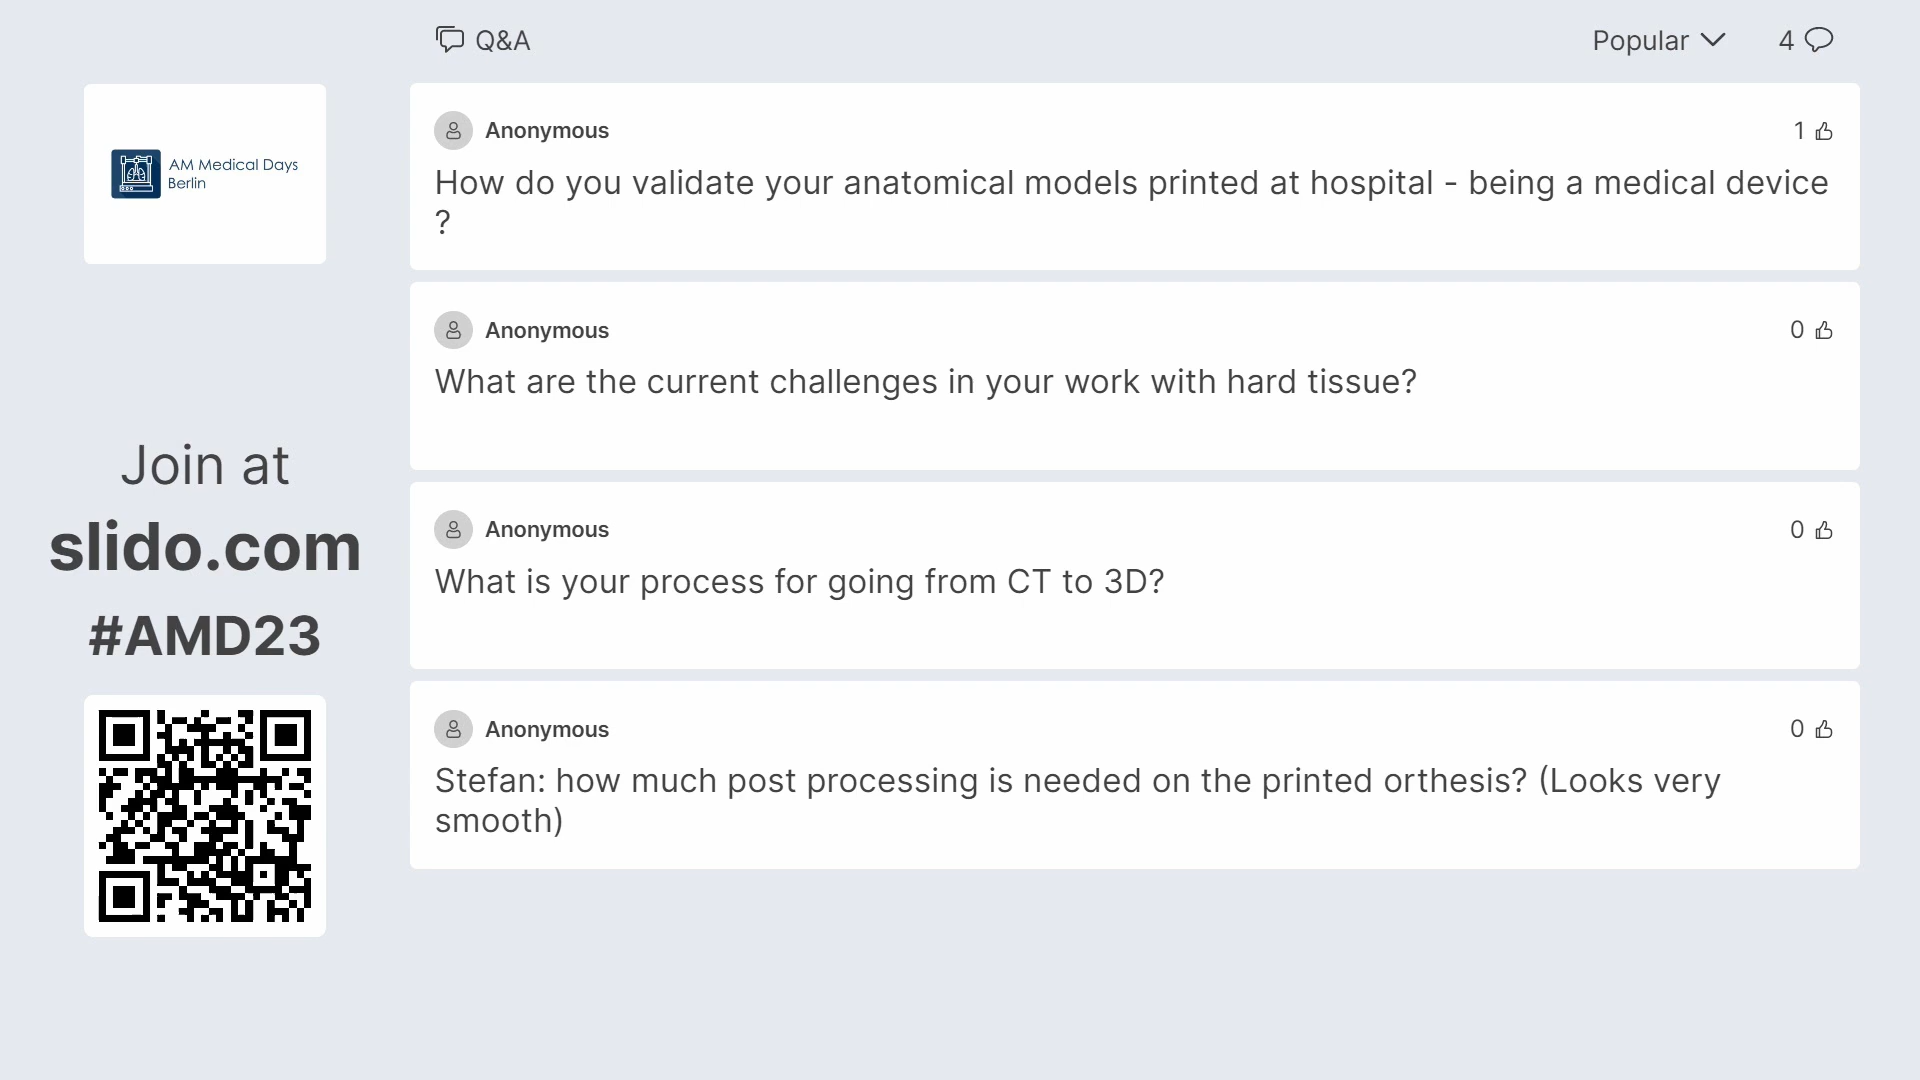 Q&A
Popular
4
AM Medical Days
Berlin
Anonymous
1
How do you validate your anatomical models printed at hospital - being a medical device
?
Anonymous
0
What are the current challenges in your work with hard tissue?
Join at
slido.com
#AMD23
Anonymous
0
What is your process for going from CT to 3D?
Anonymous
0
Stefan: how much post processing is needed on the printed orthesis? (Looks very
smooth)